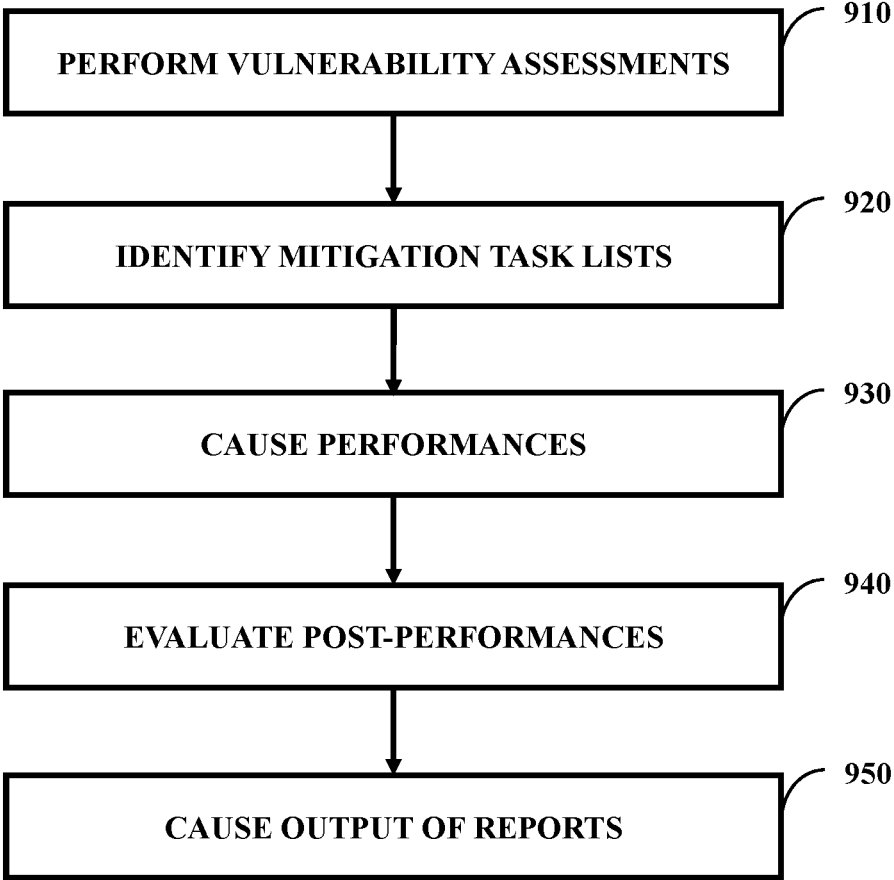 910
PERFORM VULNERABILITY ASSESSMENTS
920
IDENTIFY MITIGATION TASK LISTS
930
CAUSE PERFORMANCES
940
EVALUATE POST-PERFORMANCES
950
CAUSE OUTPUT OF REPORTS